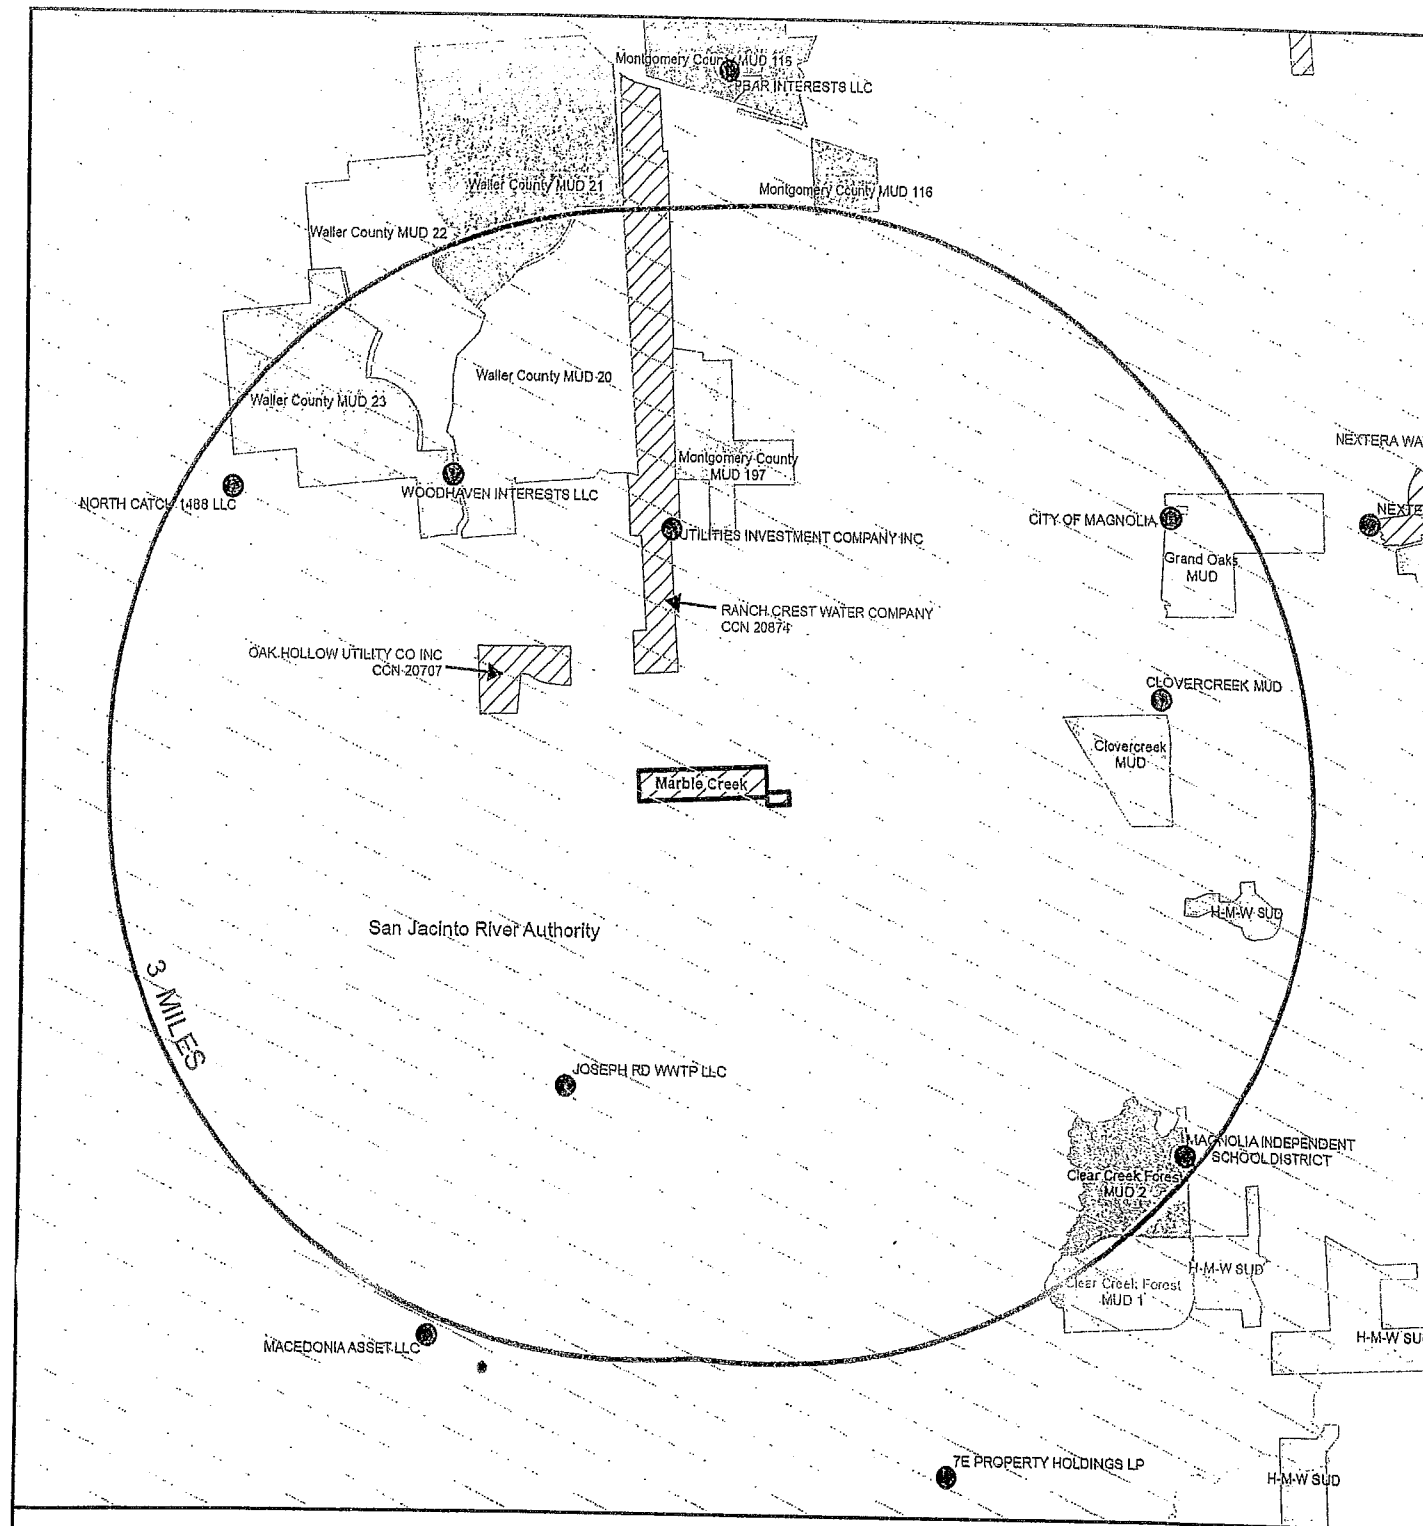 Montgomery County MUD 115
PBAR INTERESTS LLC
Waller County MUD 21
Montgomery County MUD 116
Waller County MUD 22
Waller County MUD 20
Waller County MUD 23
NEXTERA WA
Montgomery County
MUD 197
WOODHAVEN INTERESTS LLC
NORTH CATCH 1488 LLC
CITY OF MAGNOLIA
NEXTE
UTILITIES INVESTMENT COMPANY INC
Grand Oaks
MUD
RANCH CREST WATER COMPANY
CCN 20874
OAK HOLLOW UTILITY CO INC
CCN 20707
CLOVERCREEK MUD
Clovercreek
MUD
Marble Creek
H-M-W SUD
San Jacinto River Authority
3 MILES
JOSEPH RD WWTP LLC
MAGNOLIA INDEPENDENT
SCHOOL DISTRICT
Clear Creek Forest
MUD 2
H-M-W SUD
Clear Creek Forest
MUD 1
H-M-W SU
MACEDONIA ASSET LLC
7E PROPERTY HOLDINGS LP
H-M-W SUD